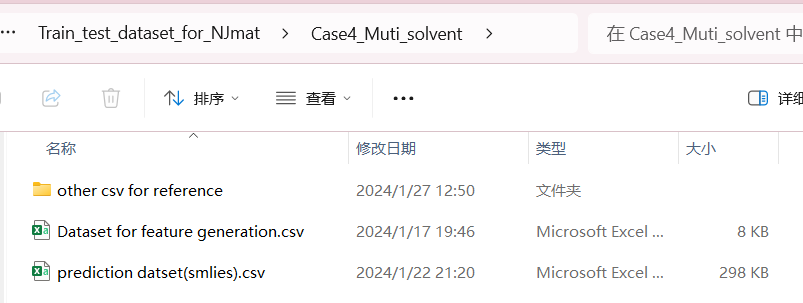 Train_test_dataset_for_NJmat > Case4_Muti_solvent > 在 Case4_Muti_solvent 中
排序 查看 ••• 详细
名称 修改日期 类型 大小
other csv for reference 2024/1/27 12:50 文件夹
Dataset for feature generation.csv 2024/1/17 19:46 Microsoft Excel ... 8 KB
prediction datset(smlies).csv 2024/1/22 21:20 Microsoft Excel ... 298 KB